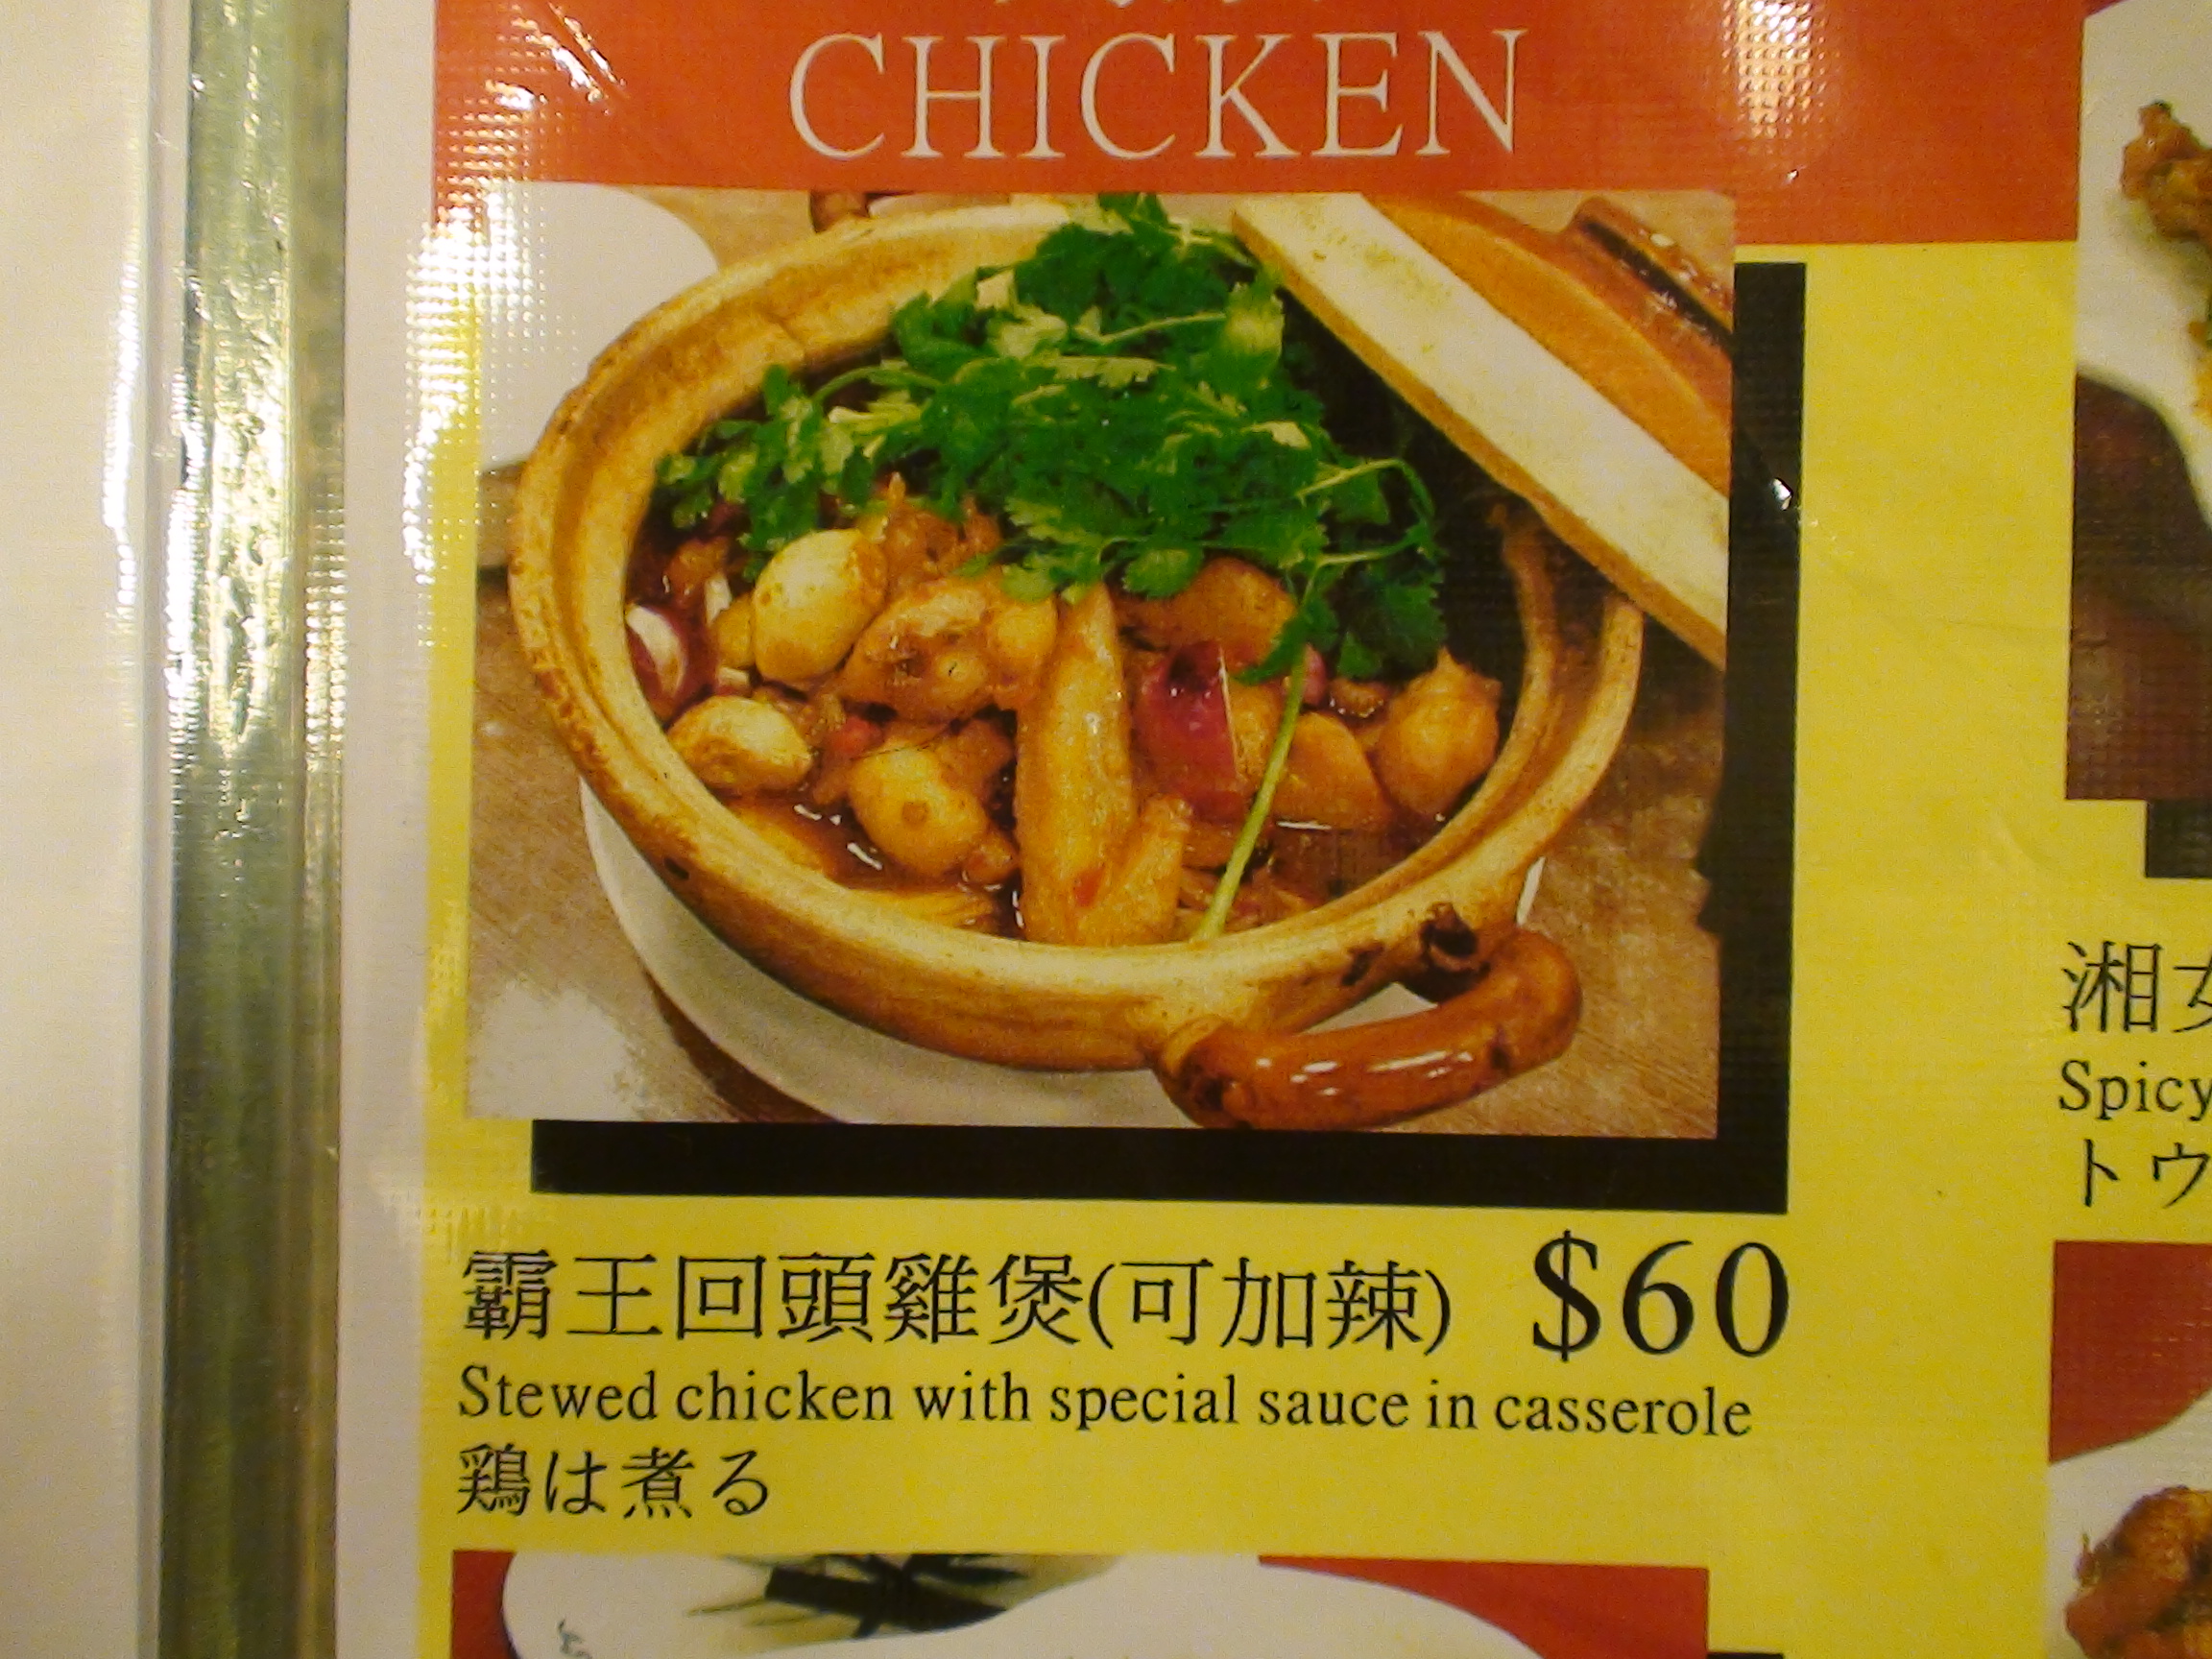 CHICKEN
霸王回頭雞煲(可加辣) $60
Stewed chicken with special sauce in casserole
鶏は煮る
湘
Spicy
トウ